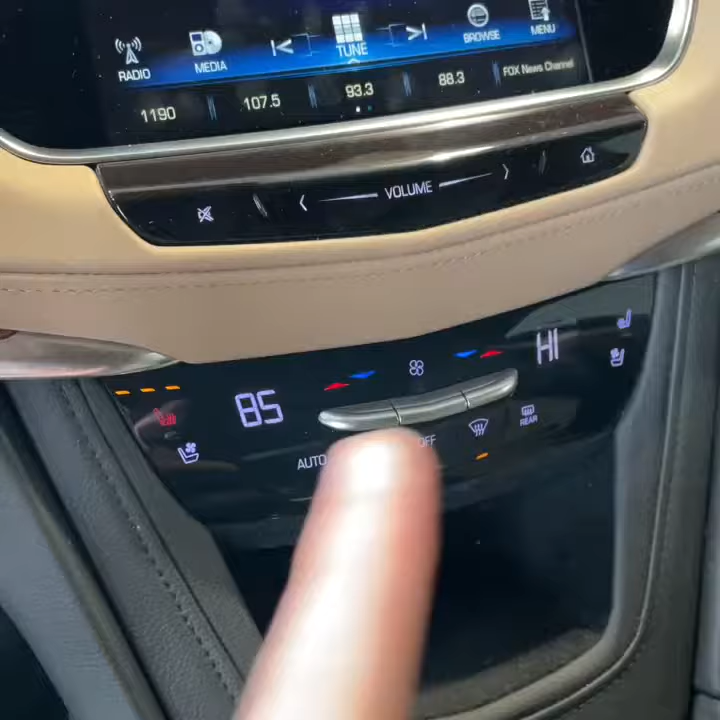 RADIO MEDIA TUNE BROWSE MENU
1190 107.5 93.3 88.3 FOX News Channel
VOLUME
85 HI
AUTO OFF REAR